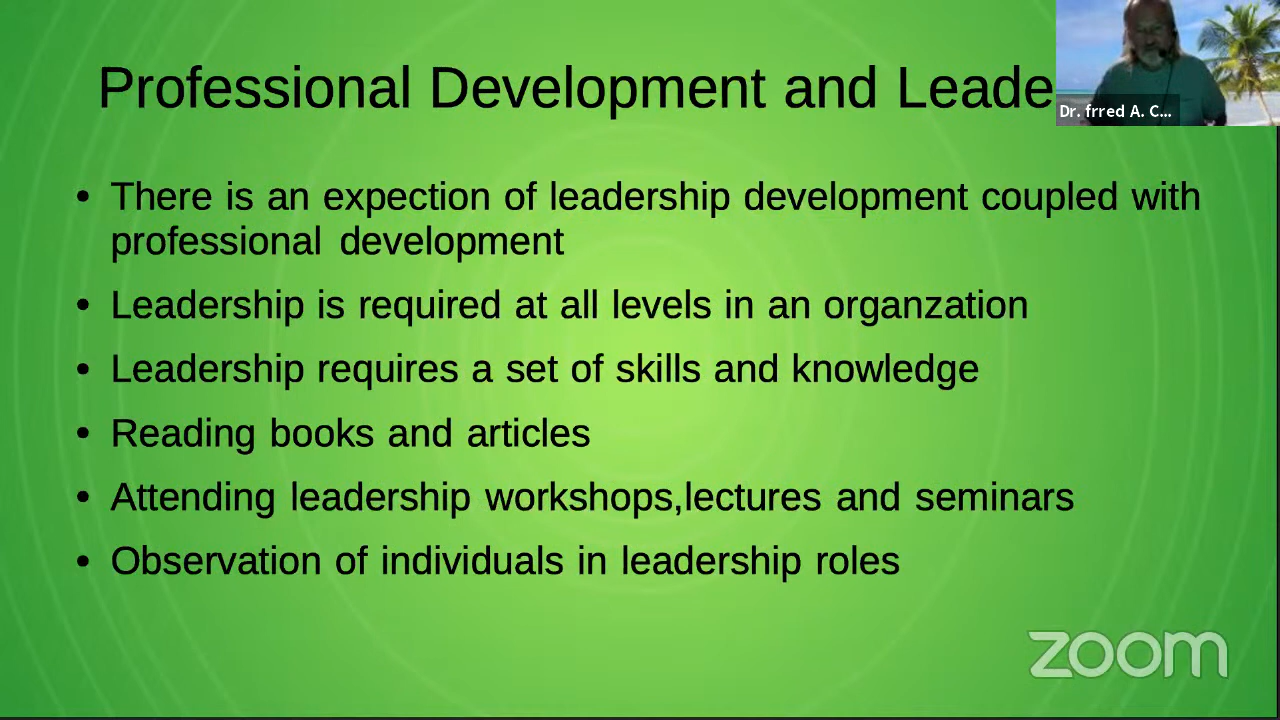 Professional Development and Leade
Dr. frred A. C...
• There is an expection of leadership development coupled with
professional development
• Leadership is required at all levels in an organzation
• Leadership requires a set of skills and knowledge
• Reading books and articles
• Attending leadership workshops,lectures and seminars
• Observation of individuals in leadership roles
zoom